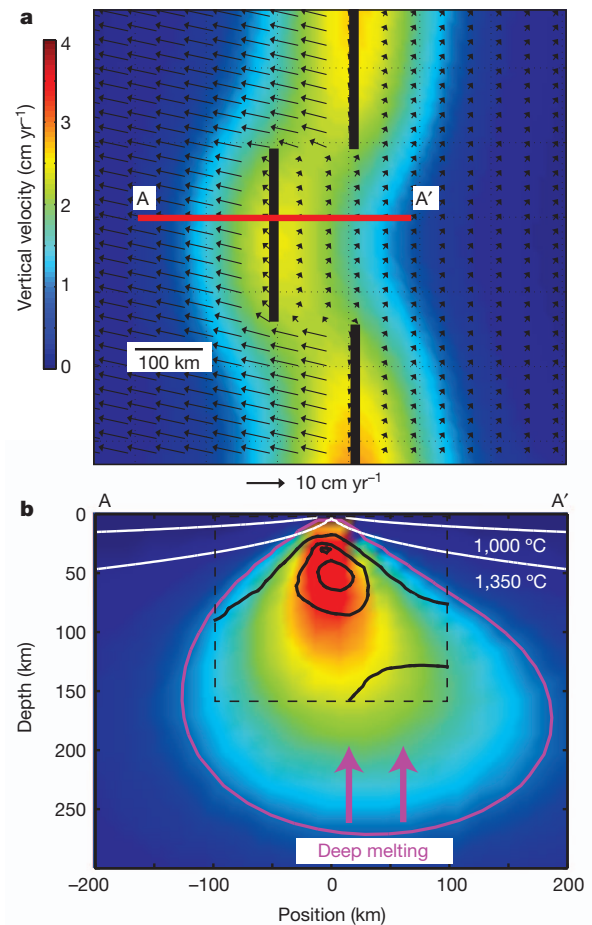 a
4
3
2
1
0
Vertical velocity (cm yr⁻¹)
A
A′
100 km
10 cm yr⁻¹
b
A
A′
0
50
100
150
200
250
Depth (km)
1,000 °C
1,350 °C
Deep melting
−200
−100
0
100
200
Position (km)